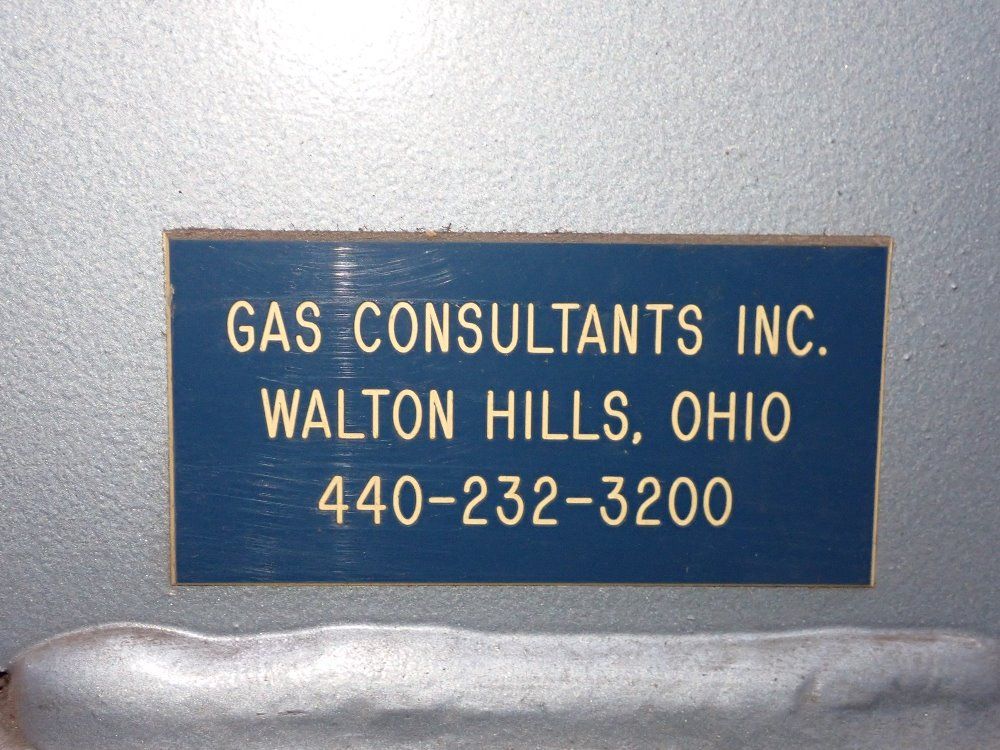 GAS CONSULTANTS INC.
WALTON HILLS, OHIO
440-232-3200